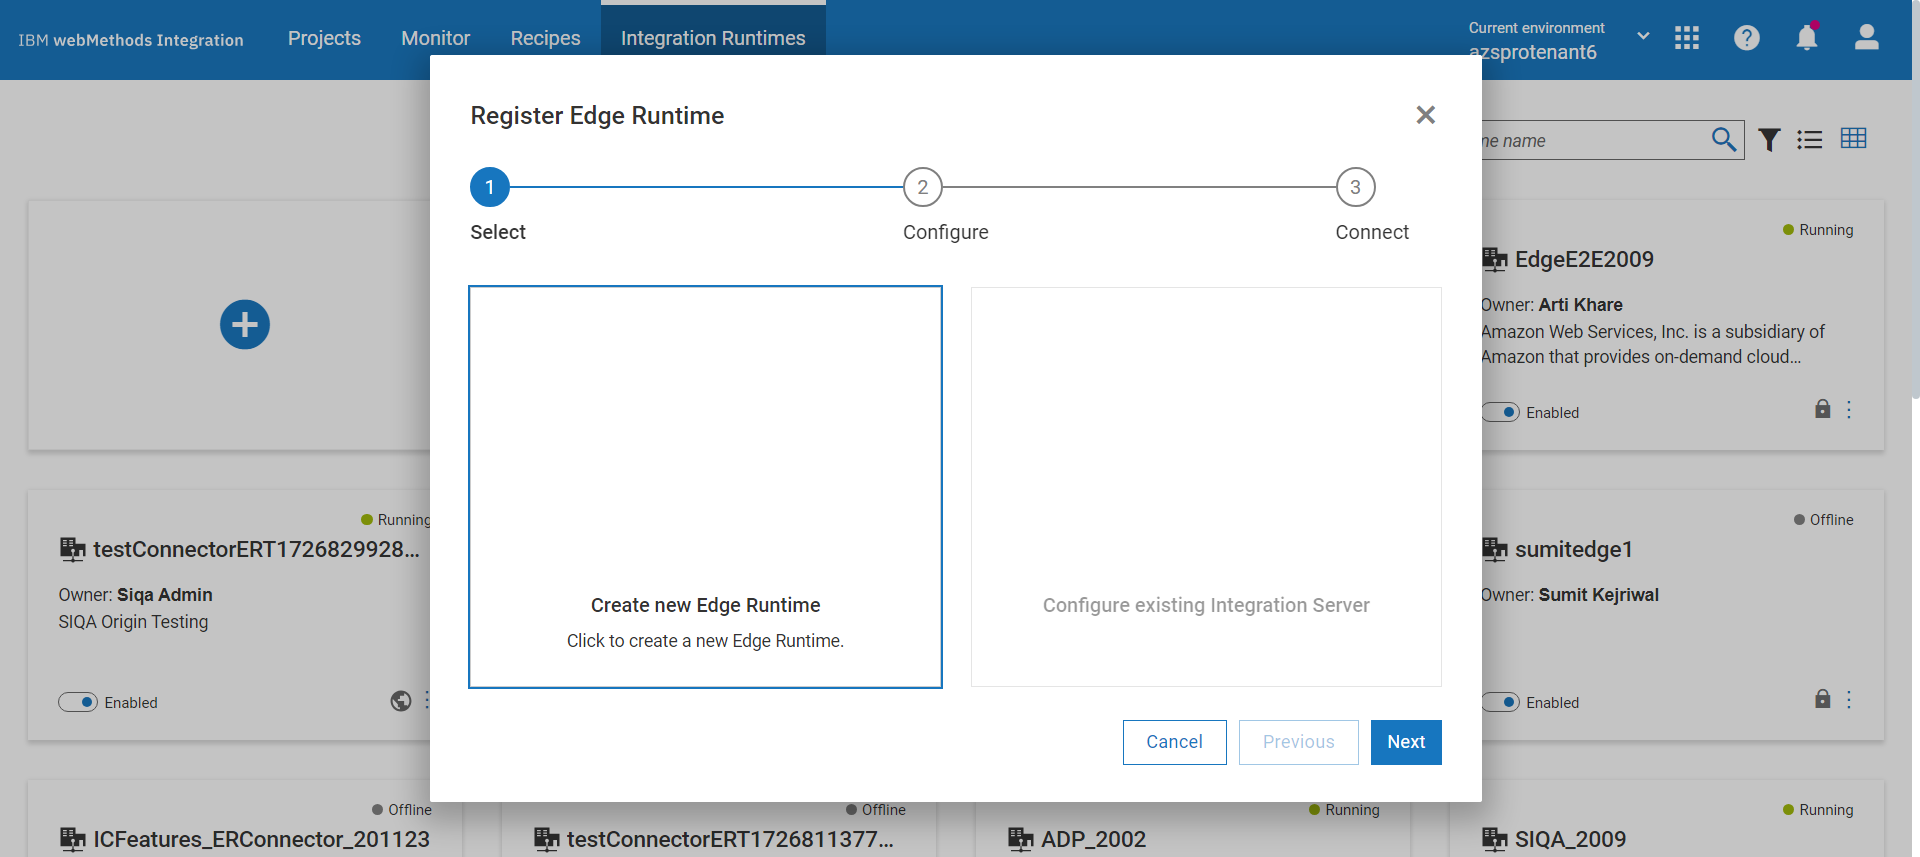 IBM webMethods Integration
Projects
Monitor
Recipes
Integration Runtimes
Current environment
azsprotenant6
?
Register Edge Runtime
1
2
3
Select
Configure
Connect
Create new Edge Runtime
Click to create a new Edge Runtime.
Configure existing Integration Server
Cancel
Previous
Next
name
Running
EdgeE2E2009
Owner: Arti Khare
Amazon Web Services, Inc. is a subsidiary of
Amazon that provides on-demand cloud...
Enabled
Running
testConnectorERT1726829928...
Owner: Siqa Admin
SIQA Origin Testing
Enabled
Offline
sumitedge1
Owner: Sumit Kejriwal
Enabled
Offline
ICFeatures_ERConnector_201123
Offline
testConnectorERT1726811377...
Running
ADP_2002
Running
SIQA_2009